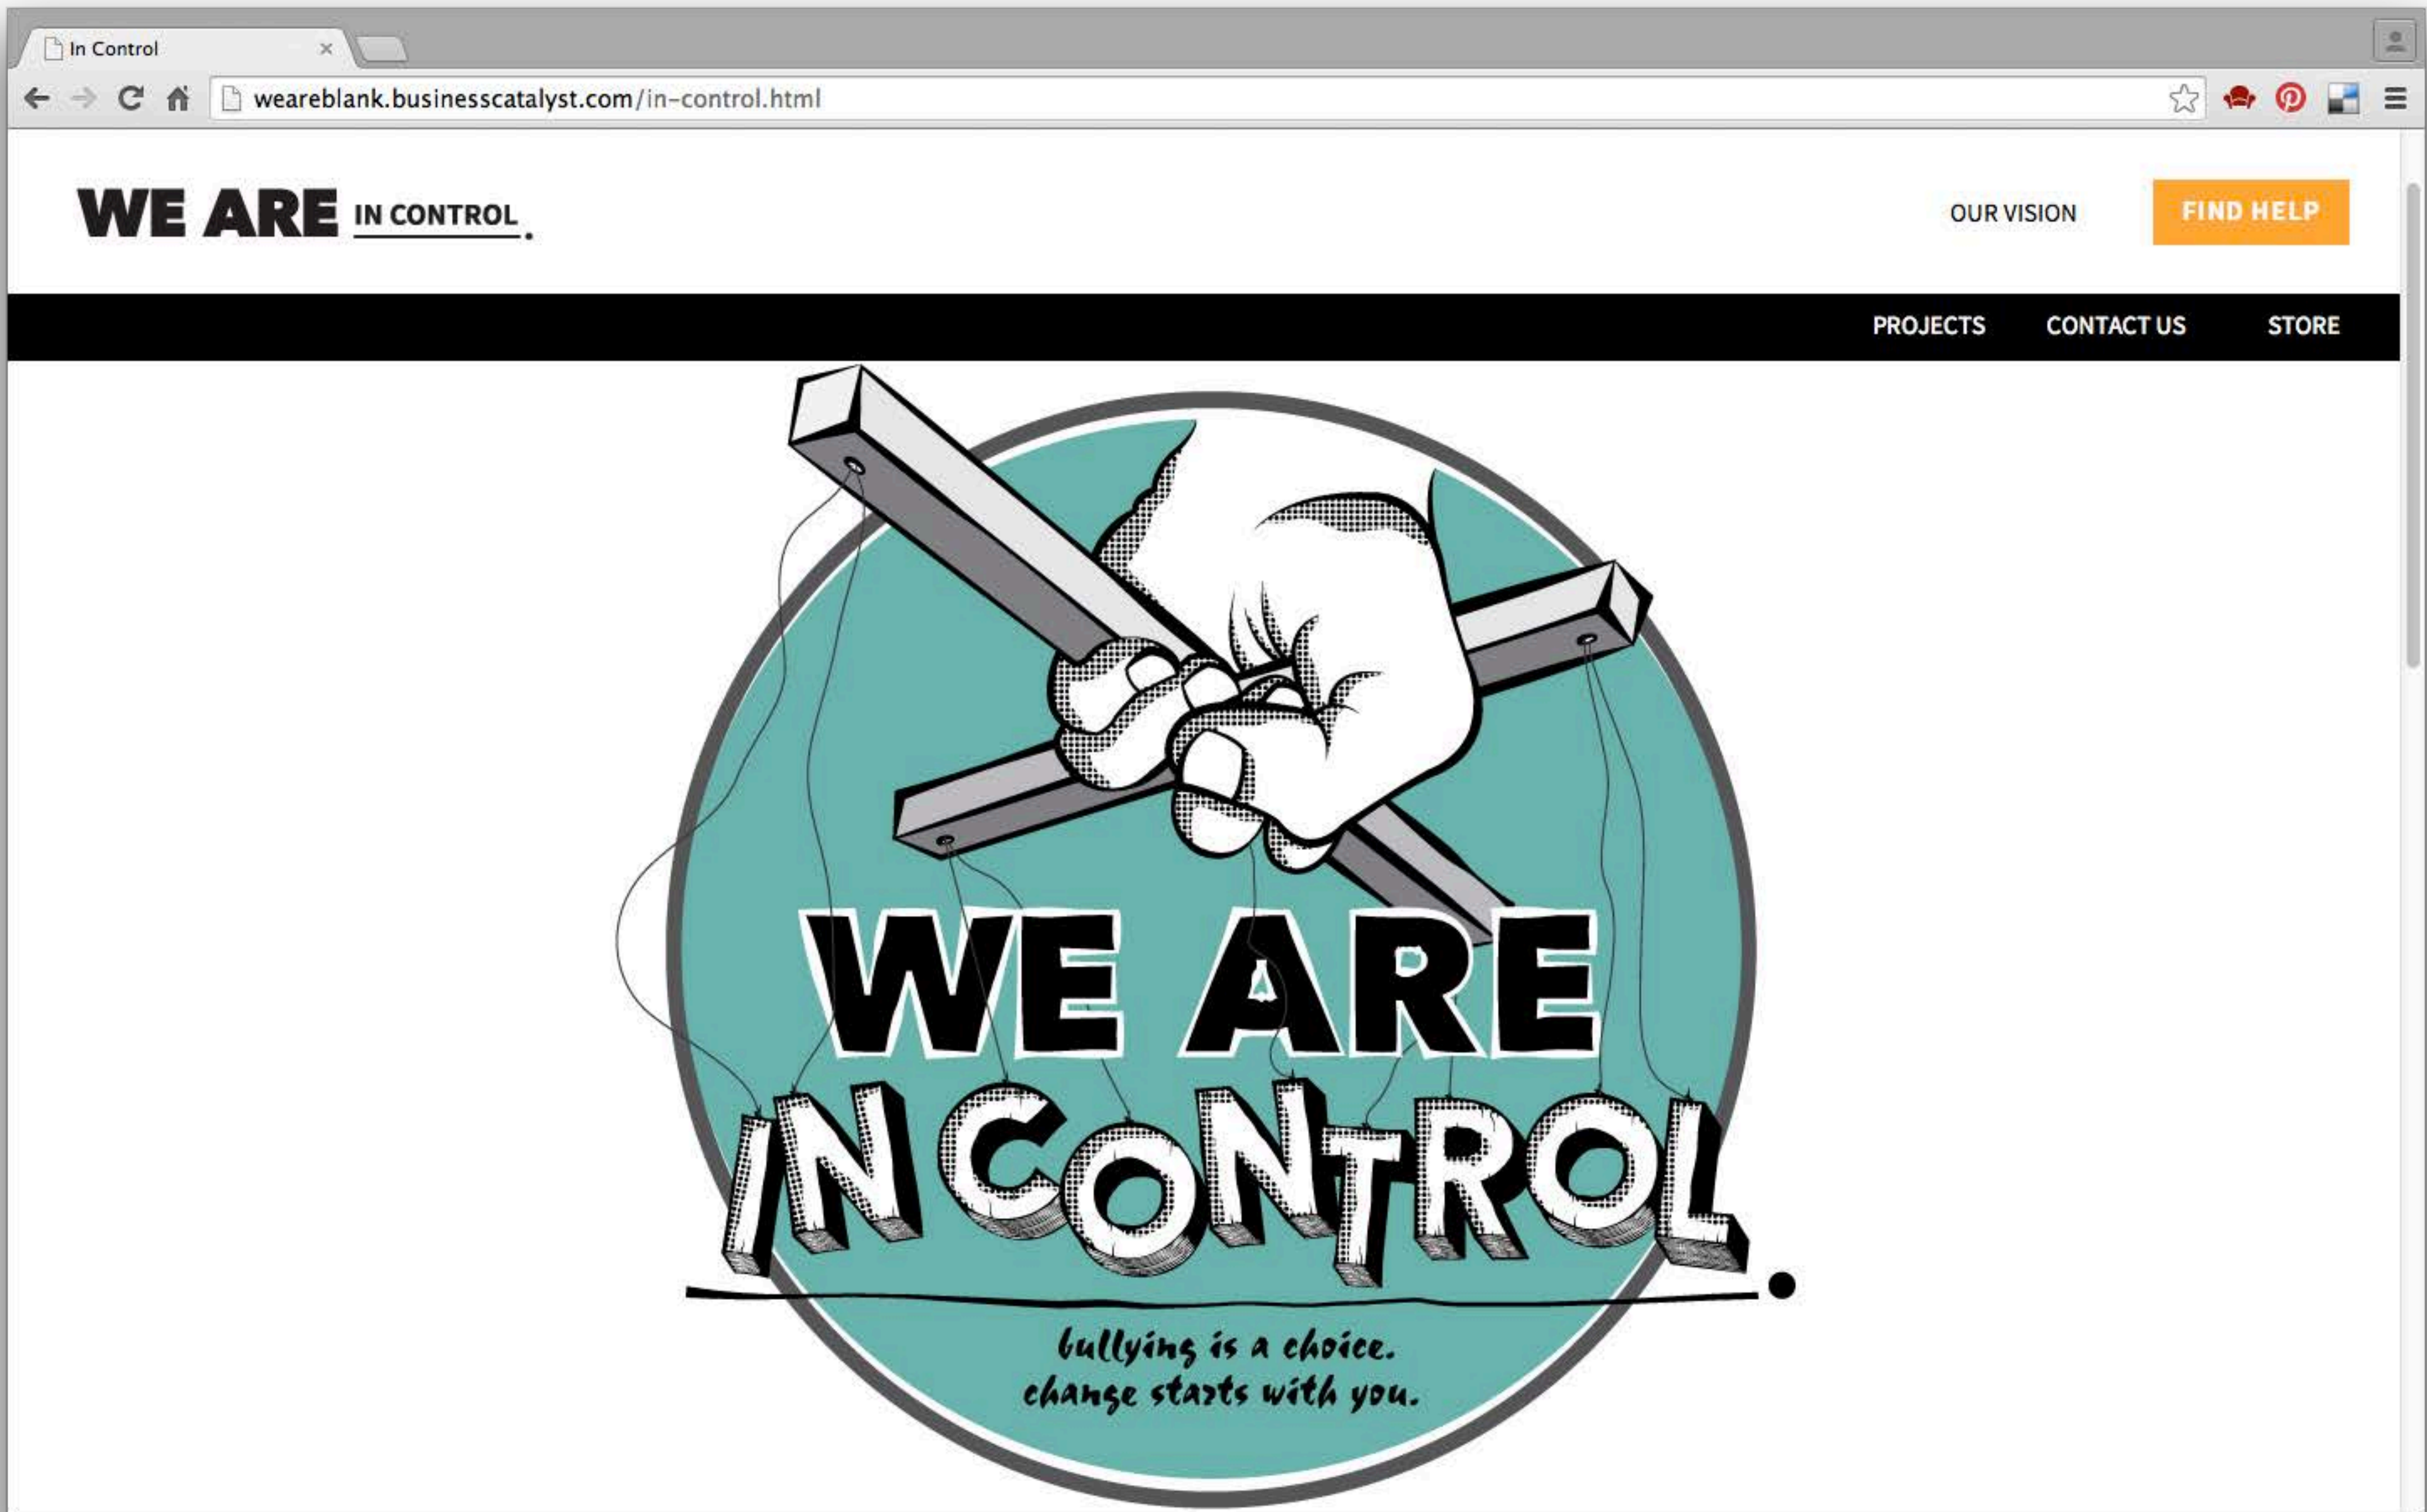 In Control
weareblank.businesscatalyst.com/in-control.html
WE ARE IN CONTROL.
OUR VISION
FIND HELP
PROJECTS CONTACT US STORE
WE ARE
IN CONTROL.
bullying is a choice.
change starts with you.